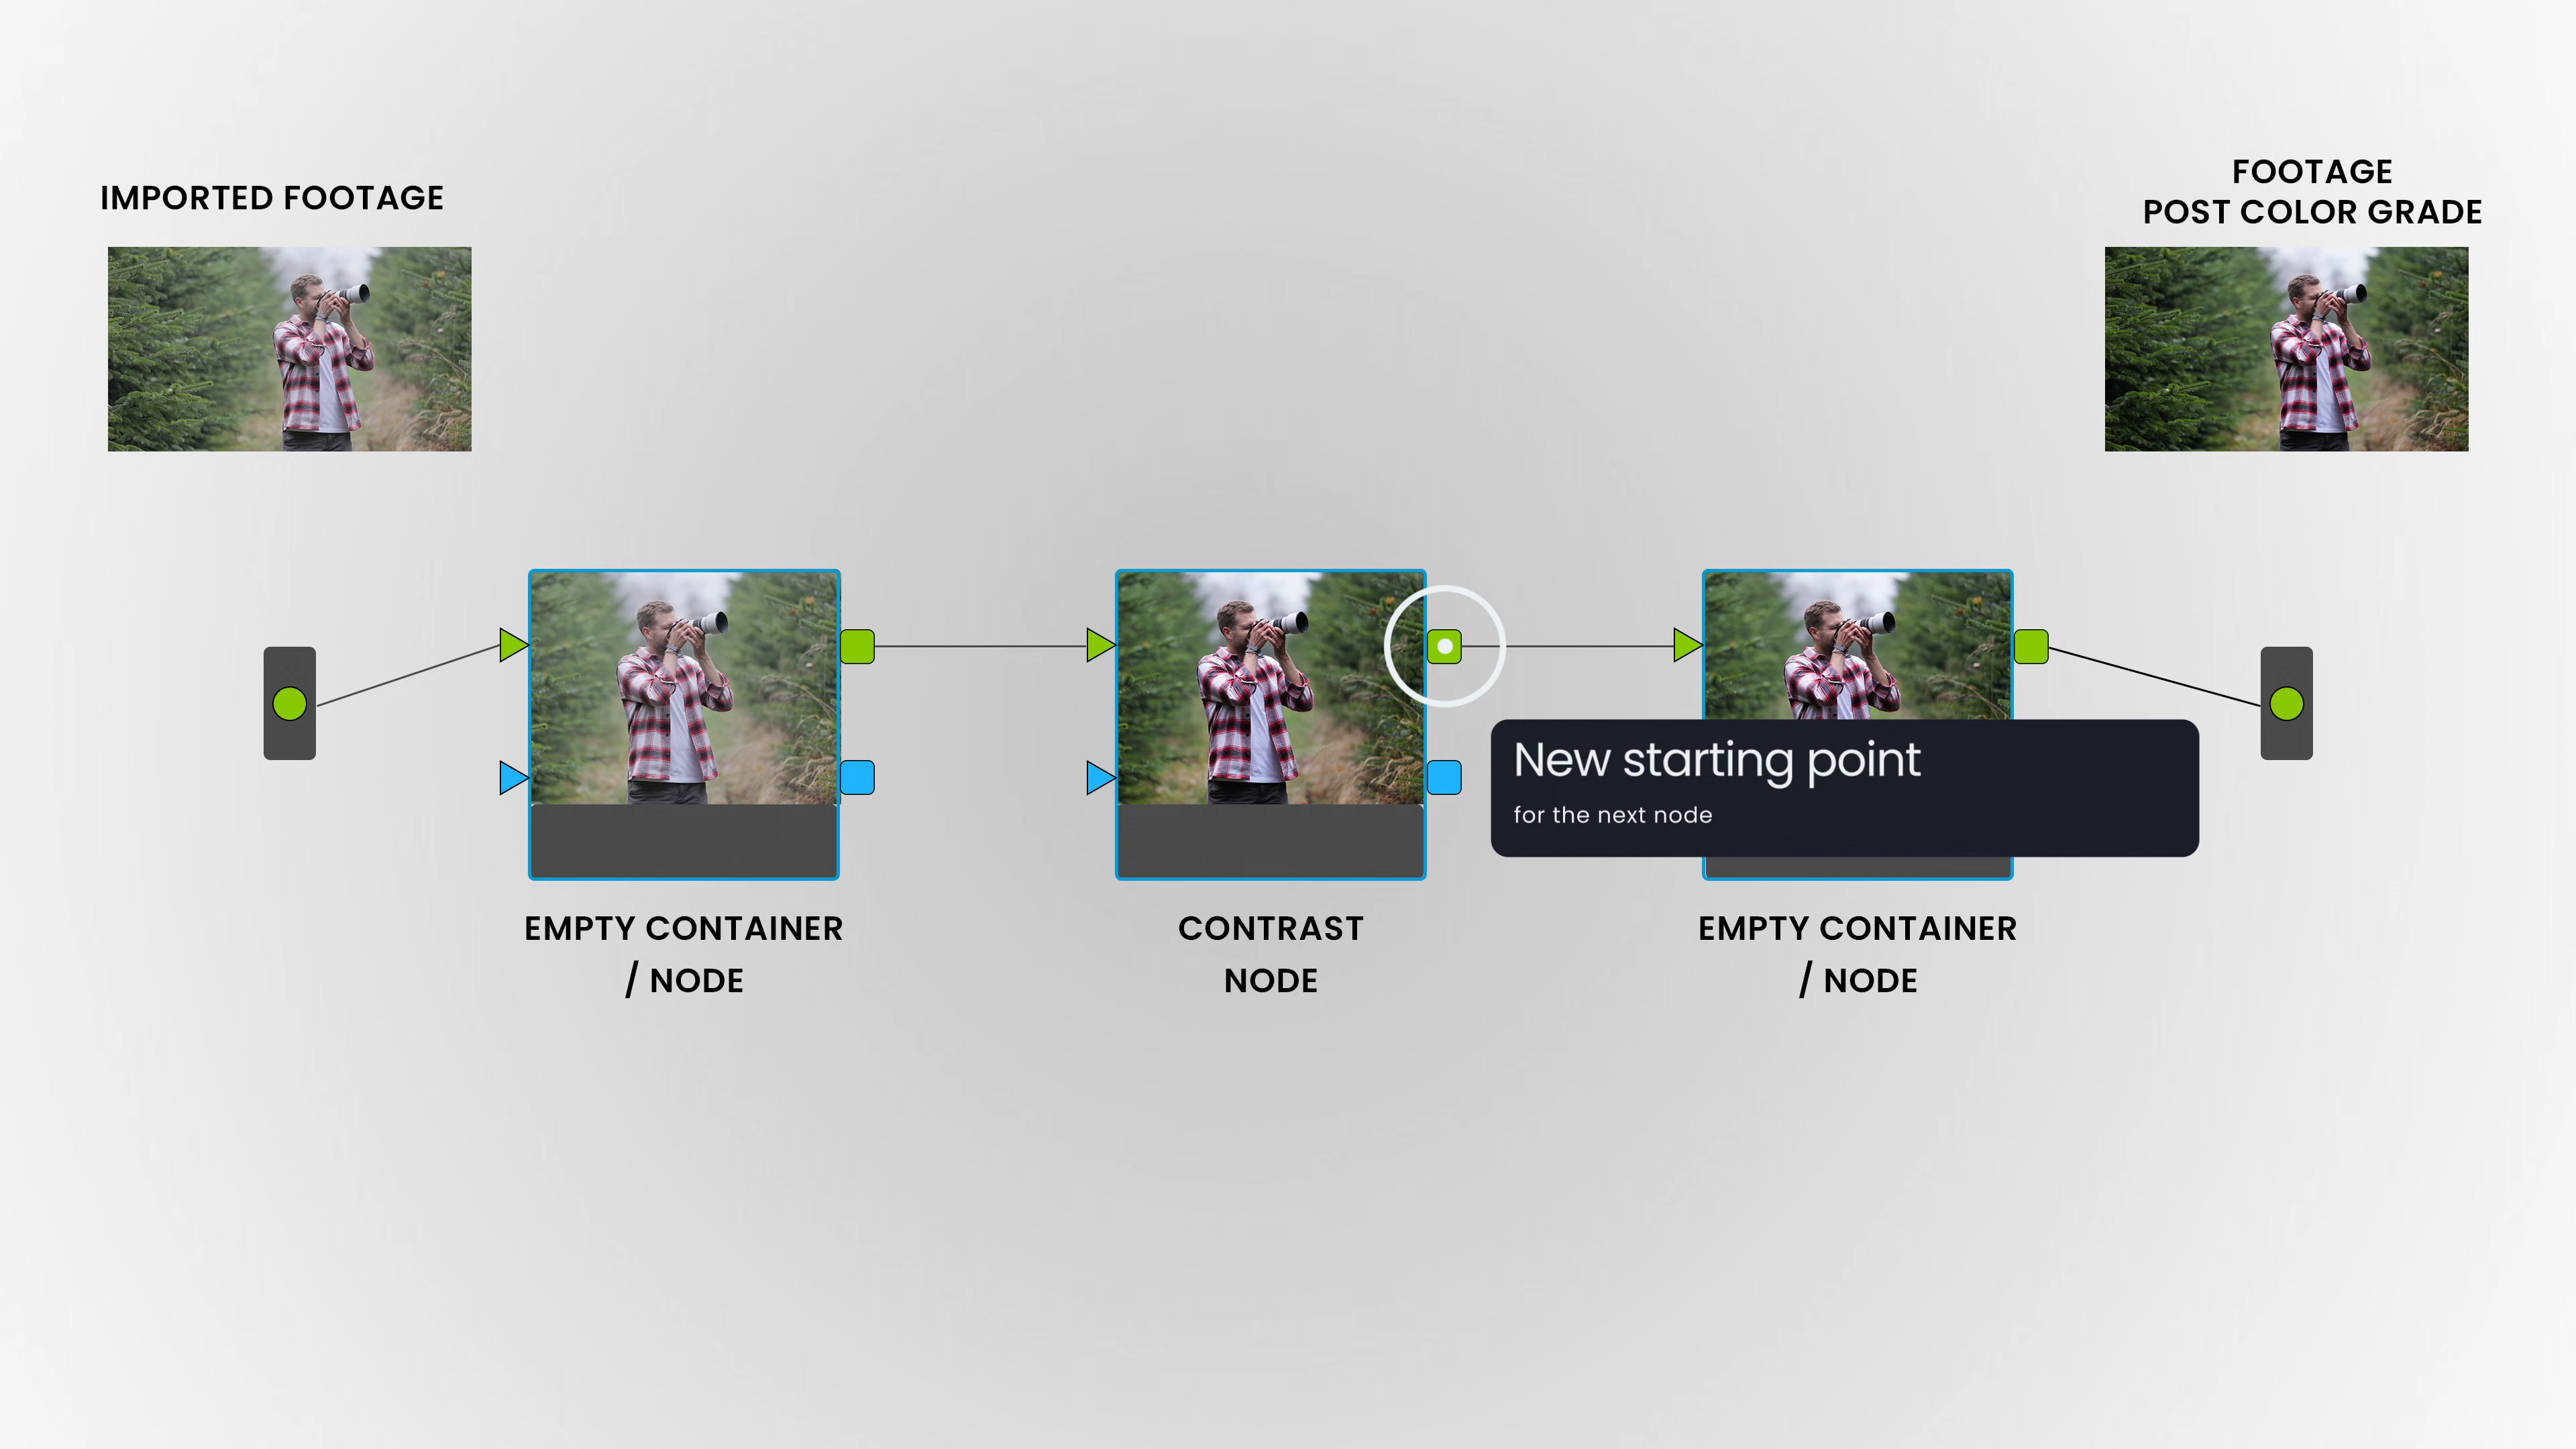 IMPORTED FOOTAGE
FOOTAGE
POST COLOR GRADE
New starting point
for the next node
EMPTY CONTAINER
/ NODE
CONTRAST
NODE
EMPTY CONTAINER
/ NODE